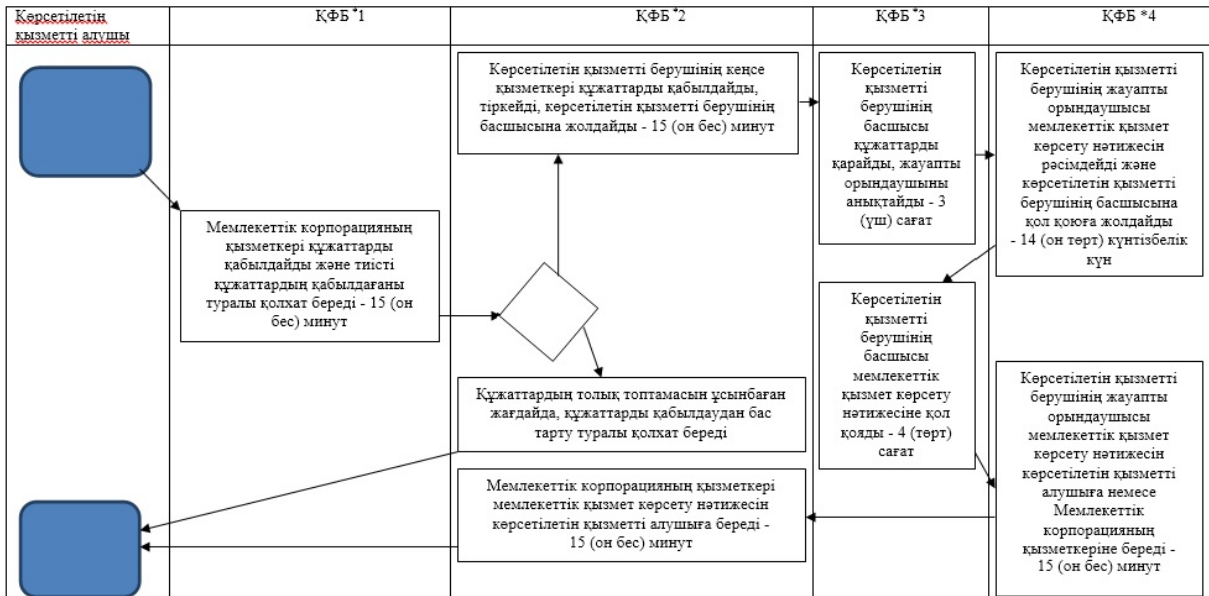 Көрсетілетін
қызметті алушы
ҚФБ *1
ҚФБ *2
ҚФБ *3
ҚФБ *4
Мемлекеттік корпорацияның
қызметкері құжаттарды
қабылдайды және тиісті
құжаттардың қабылдағаны
туралы қолхат береді - 15 (он
бес) минут
Көрсетілетін қызметті берушінің кеңсе
қызметкері құжаттарды қабылдайды,
тіркейді, көрсетілетін қызметті берушінің
басшысына жолдайды - 15 (он бес) минут
Құжаттардың толық топтамасын ұсынбаған
жағдайда, құжаттарды қабылдаудан бас
тарту туралы қолхат береді
Мемлекеттік корпорацияның қызметкері
мемлекеттік қызмет көрсету нәтижесін
көрсетілетін қызметті алушыға береді -
15 (он бес) минут
Көрсетілетін
қызметті
берушінің
басшысы
құжаттарды
қарайды, жауапты
орындаушыны
анықтайды - 3
(үш) сағат
Көрсетілетін
қызметті
берушінің
басшысы
мемлекеттік
қызмет көрсету
нәтижесіне қол
қояды - 4 (төрт)
сағат
Көрсетілетін қызметті
берушінің жауапты
орындаушысы
мемлекеттік қызмет
көрсету нәтижесін
рәсімдейді және
көрсетілетін қызметті
берушінің басшысына
қол қоюға жолдайды
- 14 (он төрт) күнтізбелік
күн
Көрсетілетін қызметті
берушінің жауапты
орындаушысы
мемлекеттік қызмет
көрсету нәтижесін
көрсетілетін қызметті
алушыға немесе
Мемлекеттік
корпорацияның
қызметкеріне береді -
15 (он бес) минут